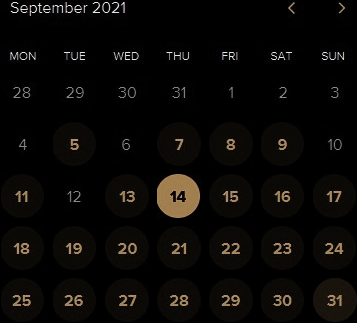 September 2021
MON TUE WED THU FRI SAT SUN
28 29 30 31 1 2 3
4 5 6 7 8 9 10
11 12 13 14 15 16 17
18 19 20 21 22 23 24
25 26 27 28 29 30 31